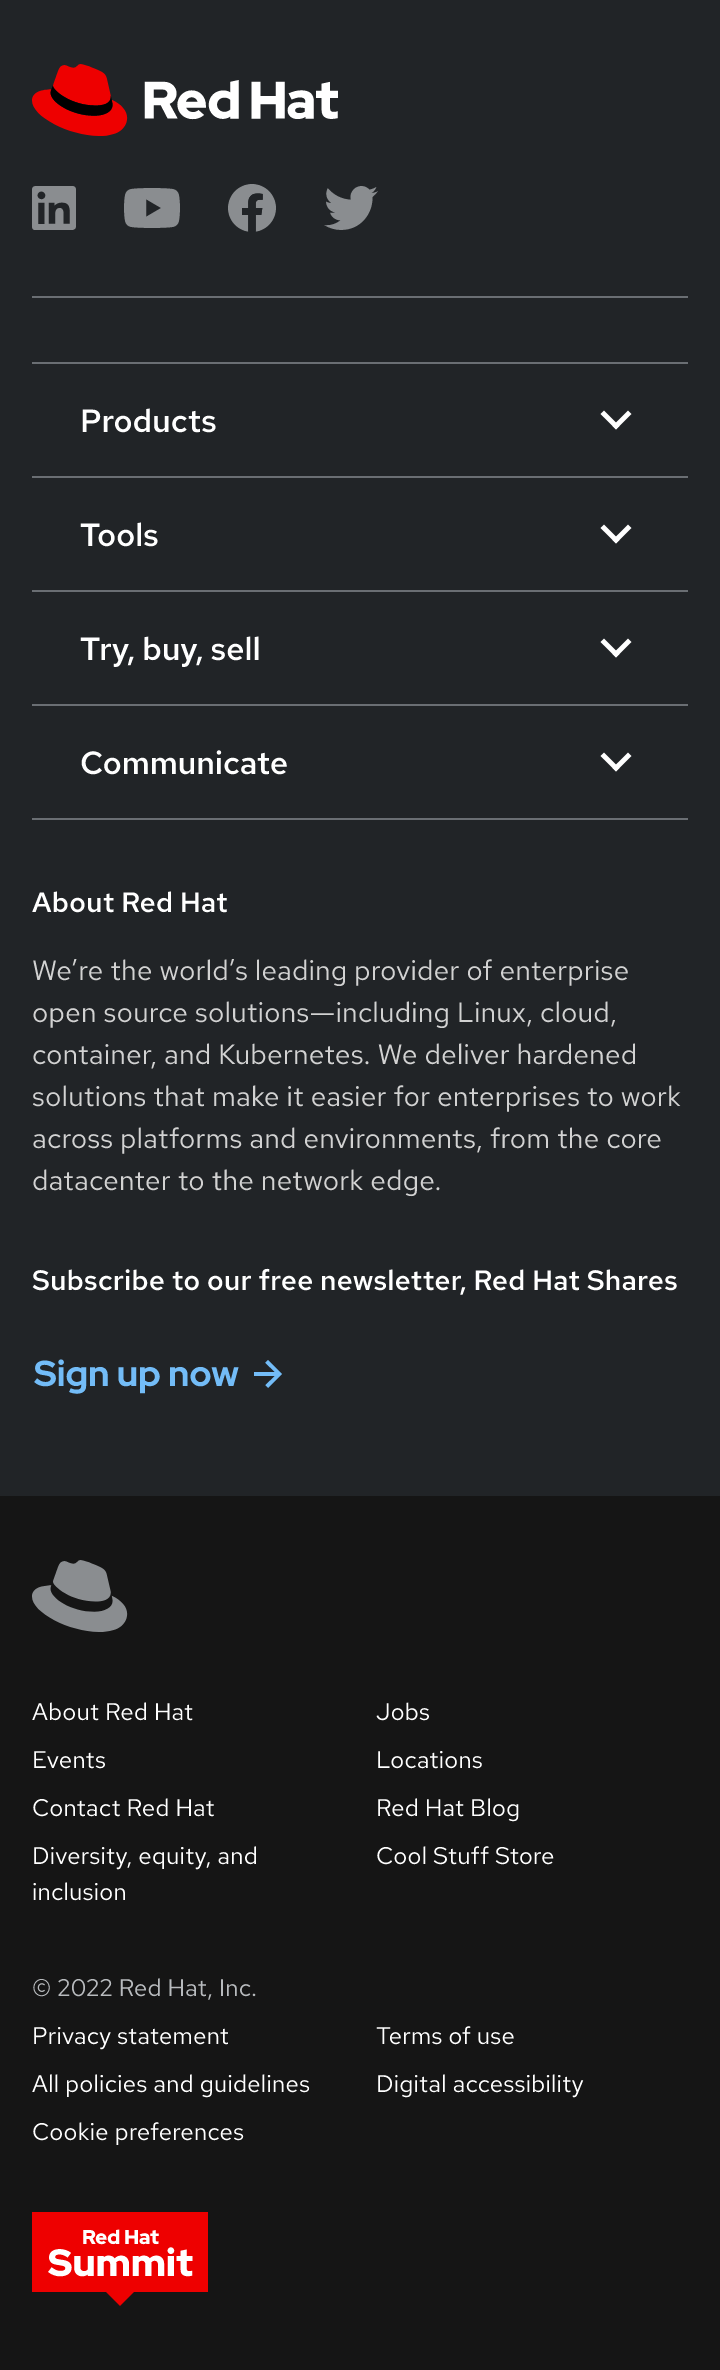 Red Hat
in
Products
Tools
Try, buy, sell
Communicate
About Red Hat
We’re the world’s leading provider of enterprise
open source solutions—including Linux, cloud,
container, and Kubernetes. We deliver hardened
solutions that make it easier for enterprises to work
across platforms and environments, from the core
datacenter to the network edge.
Subscribe to our free newsletter, Red Hat Shares
Sign up now
About Red Hat
Jobs
Events
Locations
Contact Red Hat
Red Hat Blog
Diversity, equity, and
inclusion
Cool Stuff Store
© 2022 Red Hat, Inc.
Privacy statement
Terms of use
All policies and guidelines
Digital accessibility
Cookie preferences
Red Hat
Summit